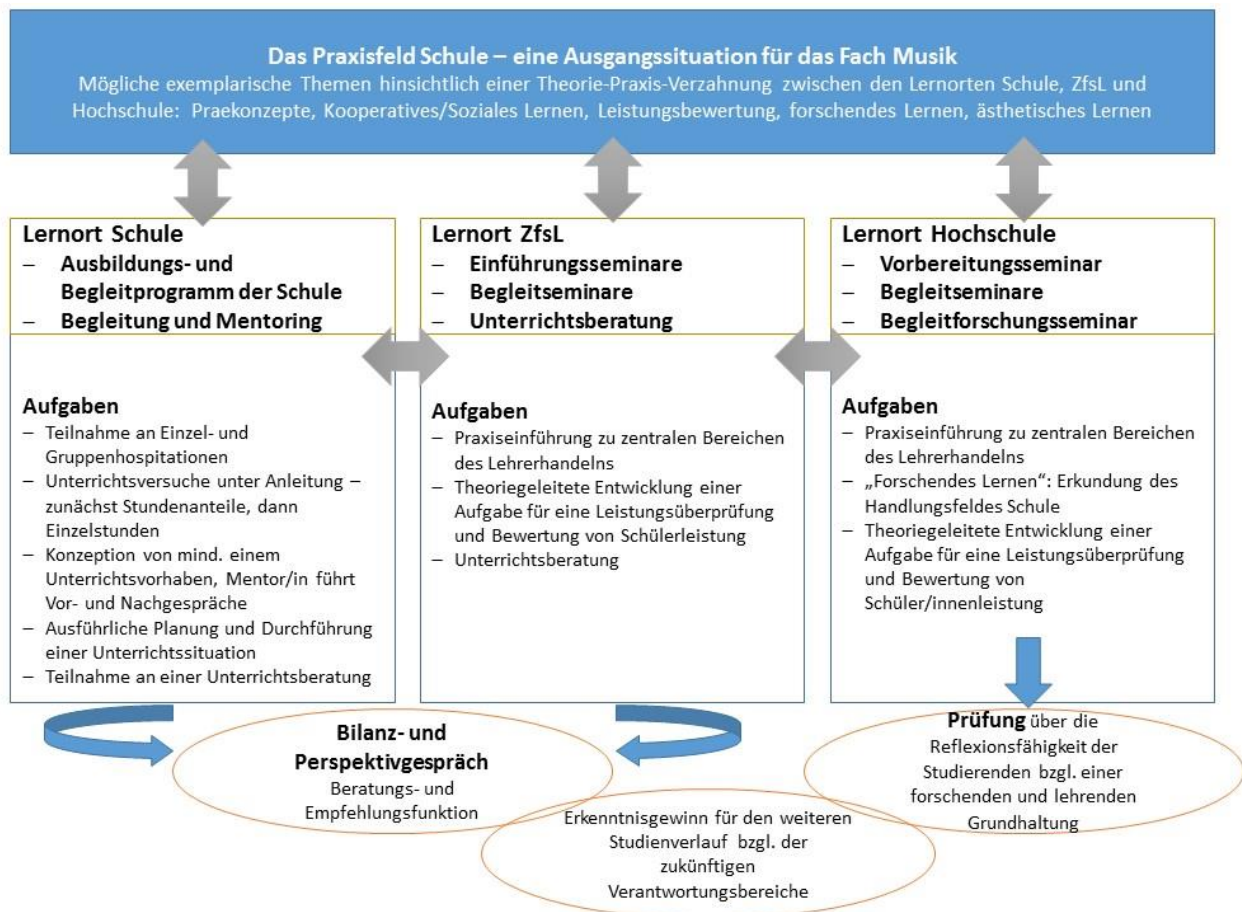 Das Praxisfeld Schule – eine Ausgangssituation für das Fach Musik
Mögliche exemplarische Themen hinsichtlich einer Theorie-Praxis-Verzahnung zwischen den Lernorten Schule, ZfsL und
Hochschule: Praekonzepte, Kooperatives/Soziales Lernen, Leistungsbewertung, forschendes Lernen, ästhetisches Lernen
Lernort Schule
– Ausbildungs- und
Begleitprogramm der Schule
– Begleitung und Mentoring
Aufgaben
– Teilnahme an Einzel- und
Gruppenhospitationen
– Unterrichtsversuche unter Anleitung –
zunächst Stundenanteile, dann
Einzelstunden
– Konzeption von mind. einem
Unterrichtsvorhaben, Mentor/in führt
Vor- und Nachgespräche
– Ausführliche Planung und Durchführung
einer Unterrichtssituation
– Teilnahme an einer Unterrichtsberatung
Lernort ZfsL
– Einführungsseminare
– Begleitseminare
– Unterrichtsberatung
Aufgaben
– Praxiseinführung zu zentralen Bereichen
des Lehrerhandelns
– Theoriegeleitete Entwicklung einer
Aufgabe für eine Leistungsüberprüfung
und Bewertung von Schülerleistung
– Unterrichtsberatung
Lernort Hochschule
– Vorbereitungsseminar
– Begleitseminare
– Begleitforschungsseminar
Aufgaben
– Praxiseinführung zu zentralen Bereichen
des Lehrerhandelns
– „Forschendes Lernen“: Erkundung des
Handlungsfeldes Schule
– Theoriegeleitete Entwicklung einer
Aufgabe für eine Leistungsüberprüfung
und Bewertung von
Schüler/innenleistung
Bilanz- und
Perspektivgespräch
Beratungs- und
Empfehlungsfunktion
Erkenntnisgewinn für den weiteren
Studienverlauf bzgl. der
zukünftigen
Verantwortungsbereiche
Prüfung über die
Reflexionsfähigkeit der
Studierenden bzgl. einer
forschenden und lehrenden
Grundhaltung